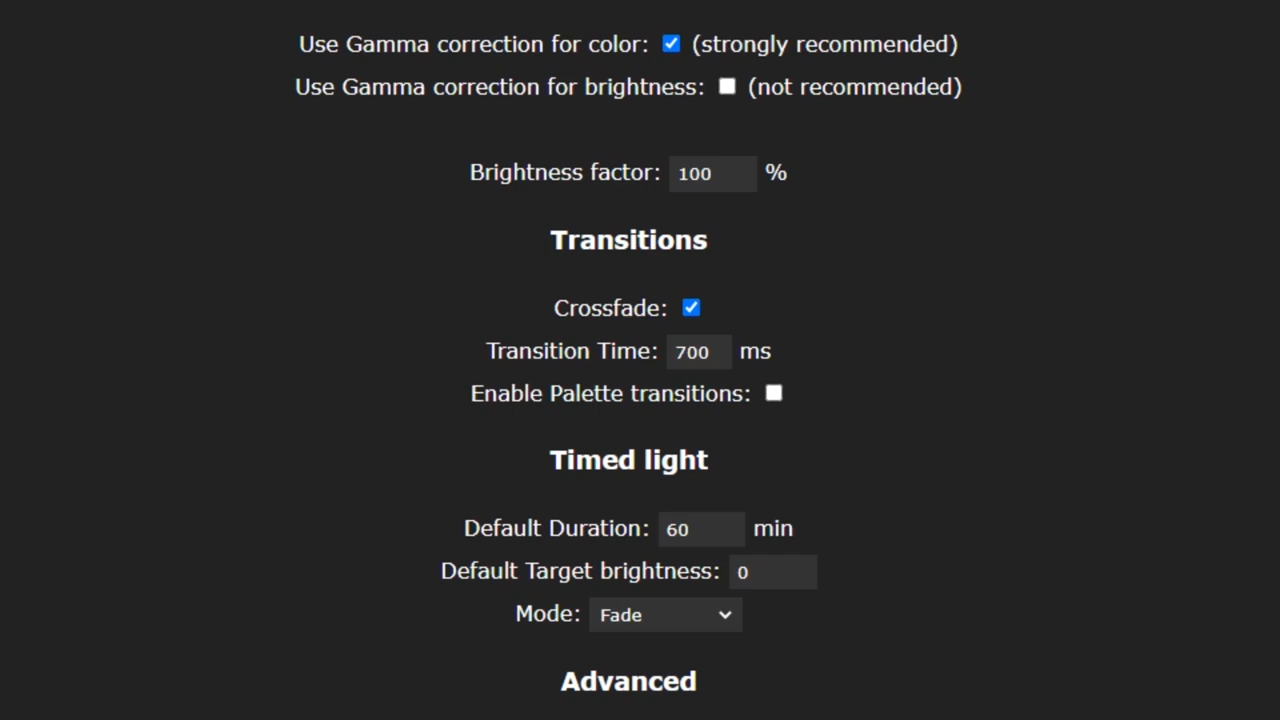 Use Gamma correction for color: (strongly recommended)
Use Gamma correction for brightness: (not recommended)
Brightness factor: 100 %
Transitions
Crossfade:
Transition Time: 700 ms
Enable Palette transitions:
Timed light
Default Duration: 60 min
Default Target brightness: 0
Mode: Fade
Advanced